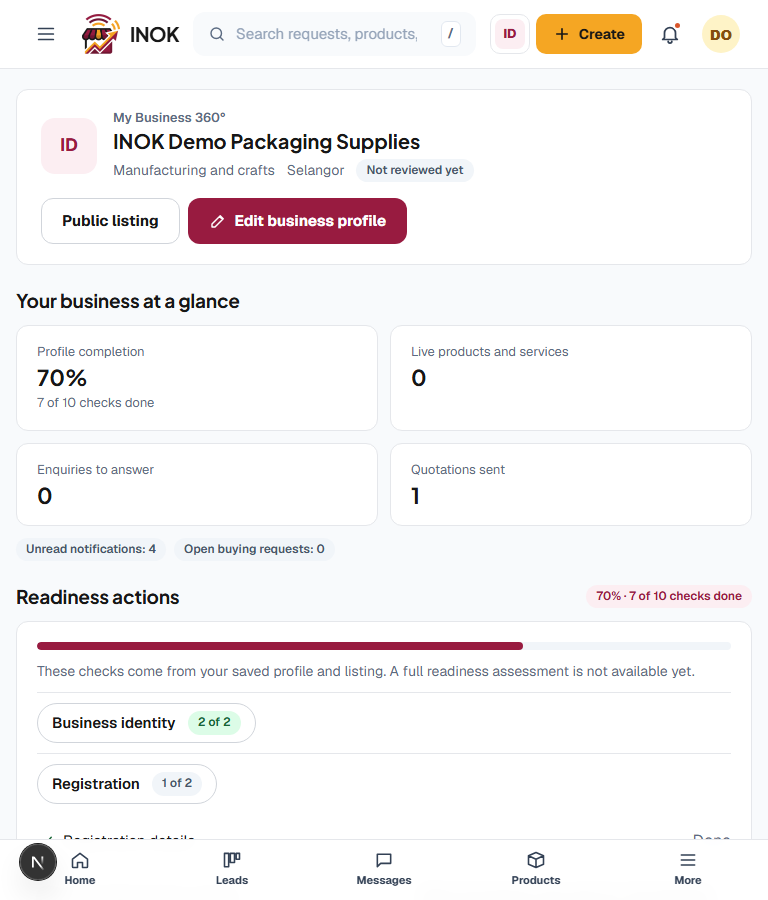 INOK
Search requests, products,
/
ID
+ Create
DO
ID
My Business 360°
INOK Demo Packaging Supplies
Manufacturing and crafts Selangor Not reviewed yet
Public listing
Edit business profile
Your business at a glance
Profile completion
70%
7 of 10 checks done
Live products and services
0
Enquiries to answer
0
Quotations sent
1
Unread notifications: 4 Open buying requests: 0
Readiness actions
70% · 7 of 10 checks done
These checks come from your saved profile and listing. A full readiness assessment is not available yet.
Business identity 2 of 2
Registration 1 of 2
Registration details Done
N
Home Leads Messages Products More